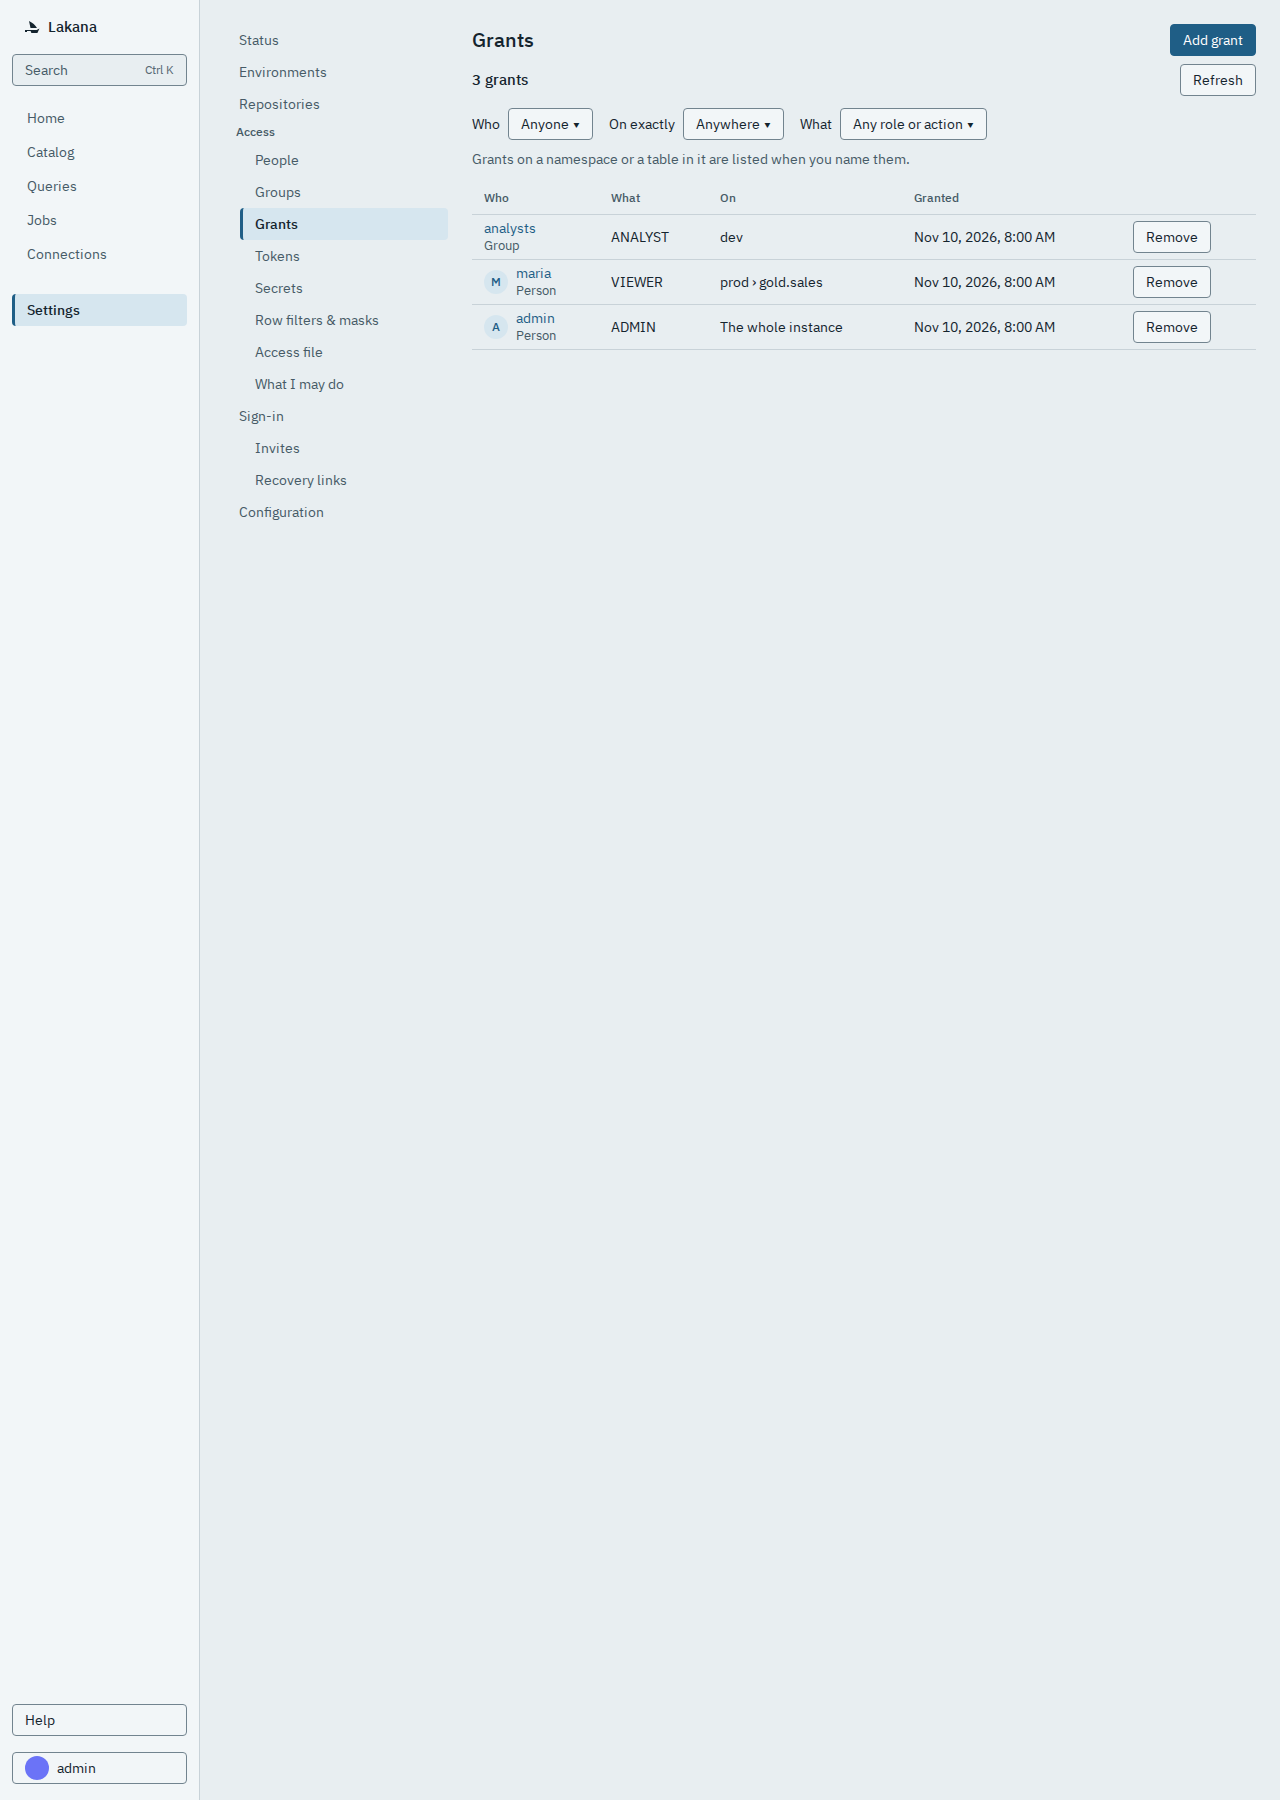 Lakana
Search Ctrl K
Home
Catalog
Queries
Jobs
Connections
Settings
Help
admin
Status
Environments
Repositories
Access
People
Groups
Grants
Tokens
Secrets
Row filters & masks
Access file
What I may do
Sign-in
Invites
Recovery links
Configuration
Grants
Add grant
3 grants
Refresh
Who Anyone ▾ On exactly Anywhere ▾ What Any role or action ▾
Grants on a namespace or a table in it are listed when you name them.
Who What On Granted
analysts
Group
ANALYST dev Nov 10, 2026, 8:00 AM Remove
M maria
Person
VIEWER prod › gold.sales Nov 10, 2026, 8:00 AM Remove
A admin
Person
ADMIN The whole instance Nov 10, 2026, 8:00 AM Remove